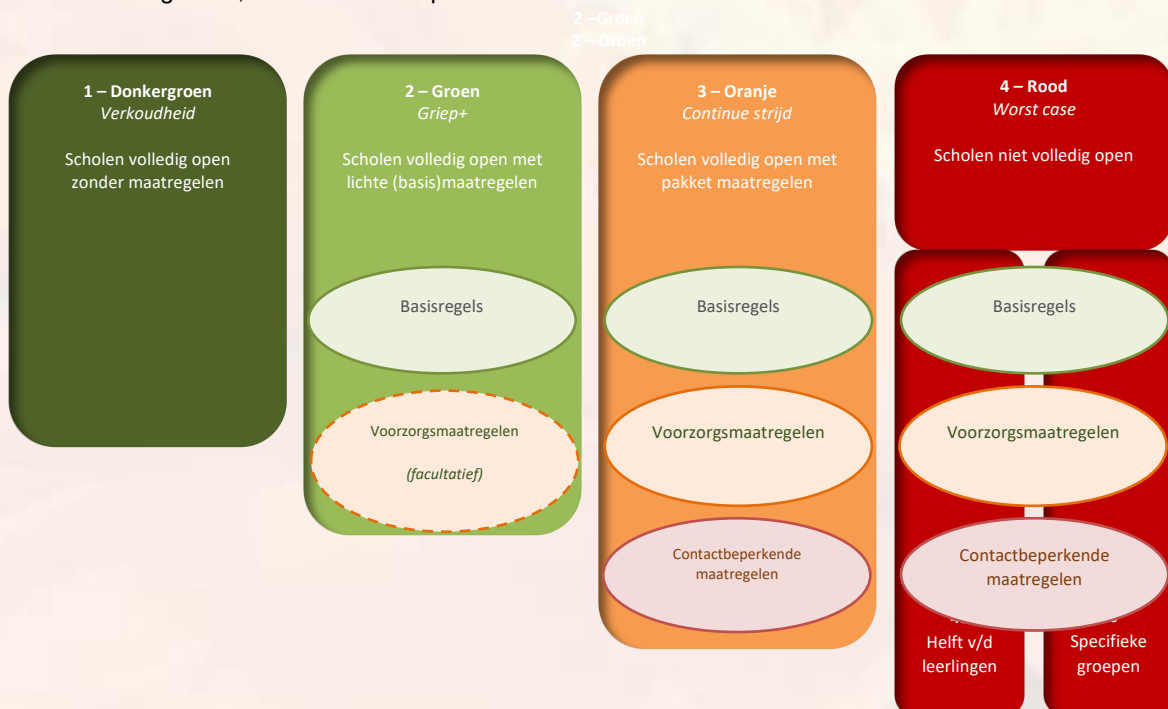 2 –Groen
2 – Groen
1 – Donkergroen
Verkoudheid
Scholen volledig open
zonder maatregelen
2 – Groen
Griep+
Scholen volledig open met
lichte (basis)maatregelen
Basisregels
Voorzorgsmaatregelen
(facultatief)
3 – Oranje
Continue strijd
Scholen volledig open met
pakket maatregelen
Basisregels
Voorzorgsmaatregelen
Contactbeperkende
maatregelen
4 – Rood
Worst case
Scholen niet volledig open
Basisregels
Voorzorgsmaatregelen
Contactbeperkende
maatregelen
Helft v/d
leerlingen
Specifieke
groepen